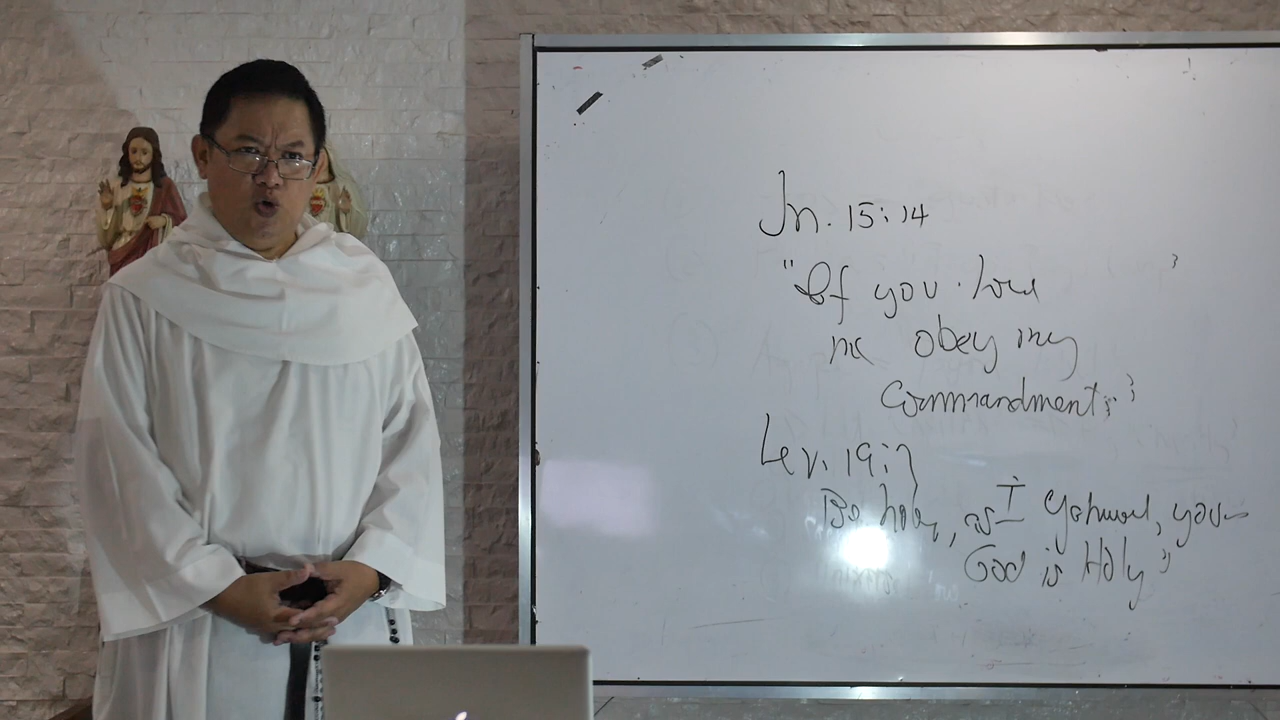 Jn. 15:14
"If you love
me obey my
Commandments"
Lev. 19:2
Be holy, as I Yahweh, your
God is Holy"